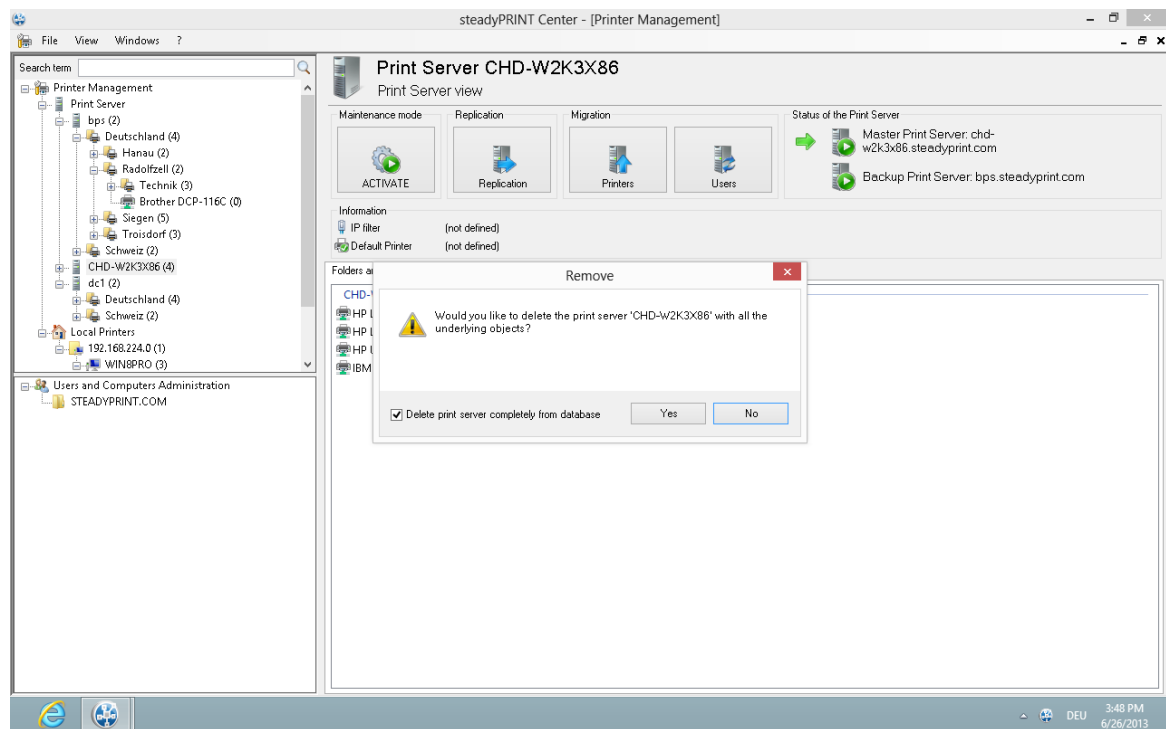 steadyPRINT Center - [Printer Management]
File View Windows ?
Search term
Printer Management
Print Server
bps (2)
Deutschland (4)
Hanau (2)
Radolfzell (2)
Technik (3)
Brother DCP-116C (0)
Siegen (5)
Troisdorf (3)
Schweiz (2)
CHD-W2K3X86 (4)
dc1 (2)
Deutschland (4)
Schweiz (2)
Local Printers
192.168.224.0 (1)
WIN8PRO (3)
Users and Computers Administration
STEADYPRINT.COM
Print Server CHD-W2K3X86
Print Server view
Maintenance mode
ACTIVATE
Replication
Replication
Migration
Printers
Users
Status of the Print Server
Master Print Server: chd-
w2k3x86.steadyprint.com
Backup Print Server: bps.steadyprint.com
Information
IP filter (not defined)
Default Printer (not defined)
Folders a
CHD-
HP L
HP L
HP
IBM
Remove
Would you like to delete the print server 'CHD-W2K3X86' with all the
underlying objects?
Delete print server completely from database
Yes
No
DEU
3:48 PM
6/26/2013